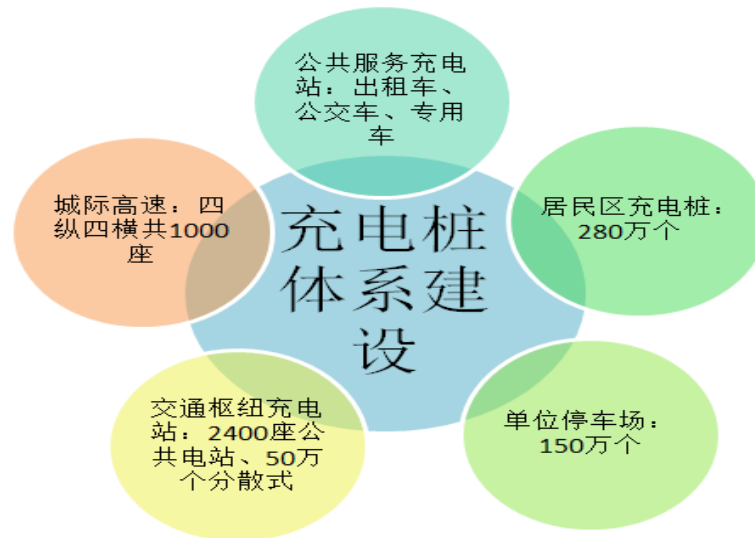 公共服务充电
站：出租车、
公交车、专用
车
城际高速：四
纵四横共1000
座
居民区充电桩：
280万个
充电桩
体系建
设
交通枢纽充电
站：2400座公
共电站、50万
个分散式
单位停车场：
150万个